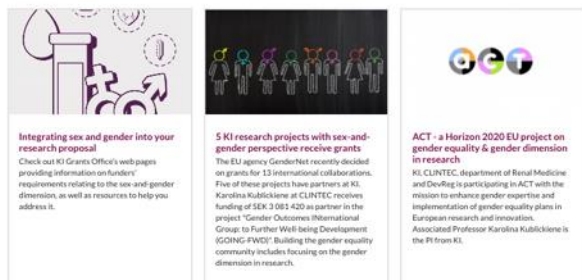 Integrating sex and gender into your
research proposal
Check out KI Grants Office's web pages
providing information on funders'
requirements relating to the sex-and-gender
dimension, as well as resources to help you
address it.
5 KI research projects with sex-and-
gender perspective receive grants
The EU agency GenderNet recently decided
on grants for 13 international collaborations.
Five of these projects have partners at KI.
Karolina Kublickiene at CLINTEC receives
funding of SEK 3 081 420 as partner in the
project "Gender Outcomes INternational
Group: to Further Well-being Development
(GOING-FWD)". Building the gender equality
community includes focusing on the gender
dimension in research.
ACT
ACT - a Horizon 2020 EU project on
gender equality & gender dimension
in research
KI, CLINTEC, department of Renal Medicine
and DevReg is participating in ACT with the
mission to enhance gender expertise and
implementation of gender equality plans in
European research and innovation.
Associated Professor Karolina Kublickiene is
the PI from KI.